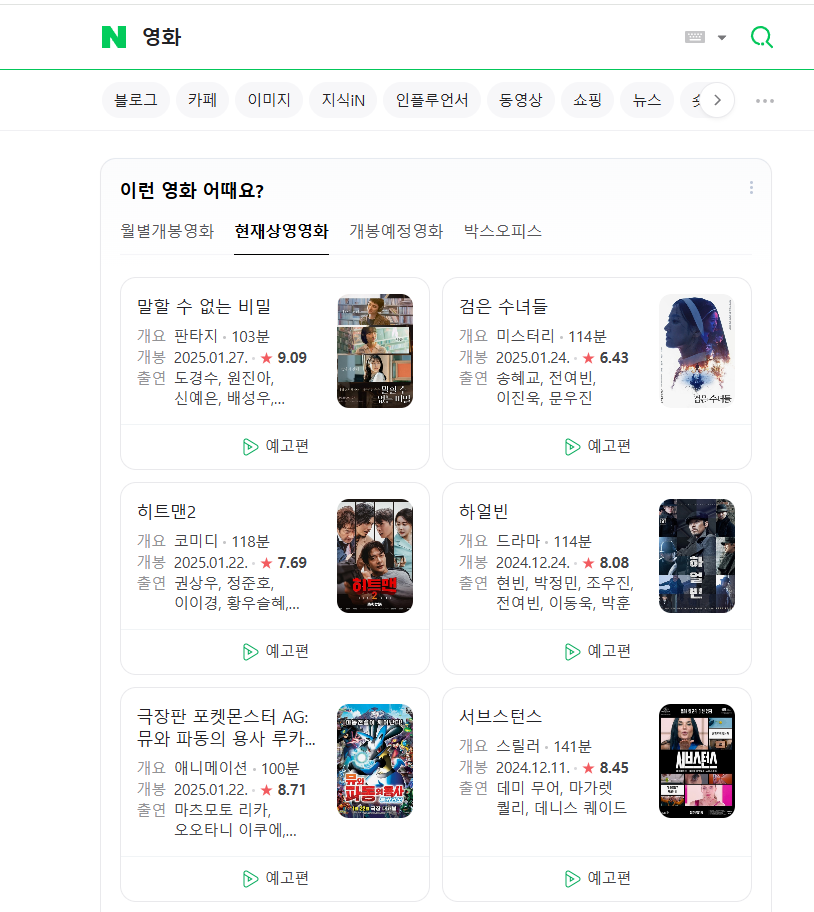 N 영화
블로그 카페 이미지 지식iN 인플루언서 동영상 쇼핑 뉴스
이런 영화 어때요?
월별개봉영화 현재상영영화 개봉예정영화 박스오피스
말할 수 없는 비밀
개요 판타지 · 103분
개봉 2025.01.27. · ★ 9.09
출연 도경수, 원진아,
신예은, 배성우,...
말할 수
없는 비밀
예고편
검은 수녀들
개요 미스터리 · 114분
개봉 2025.01.24. · ★ 6.43
출연 송혜교, 전여빈,
이진욱, 문우진
검은 수녀들
예고편
히트맨2
개요 코미디 · 118분
개봉 2025.01.22. · ★ 7.69
출연 권상우, 정준호,
이이경, 황우슬혜,...
히트맨
2
예고편
하얼빈
개요 드라마 · 114분
개봉 2024.12.24. · ★ 8.08
출연 현빈, 박정민, 조우진,
전여빈, 이동욱, 박훈
하
얼
빈
예고편
극장판 포켓몬스터 AG:
뮤와 파동의 용사 루카...
개요 애니메이션 · 100분
개봉 2025.01.22. · ★ 8.71
출연 마츠모토 리카,
오오타니 이쿠에,...
뮤와
파동의 용사
예고편
서브스턴스
개요 스릴러 · 141분
개봉 2024.12.11. · ★ 8.45
출연 데미 무어, 마가렛
퀄리, 데니스 퀘이드
서브스턴스
예고편